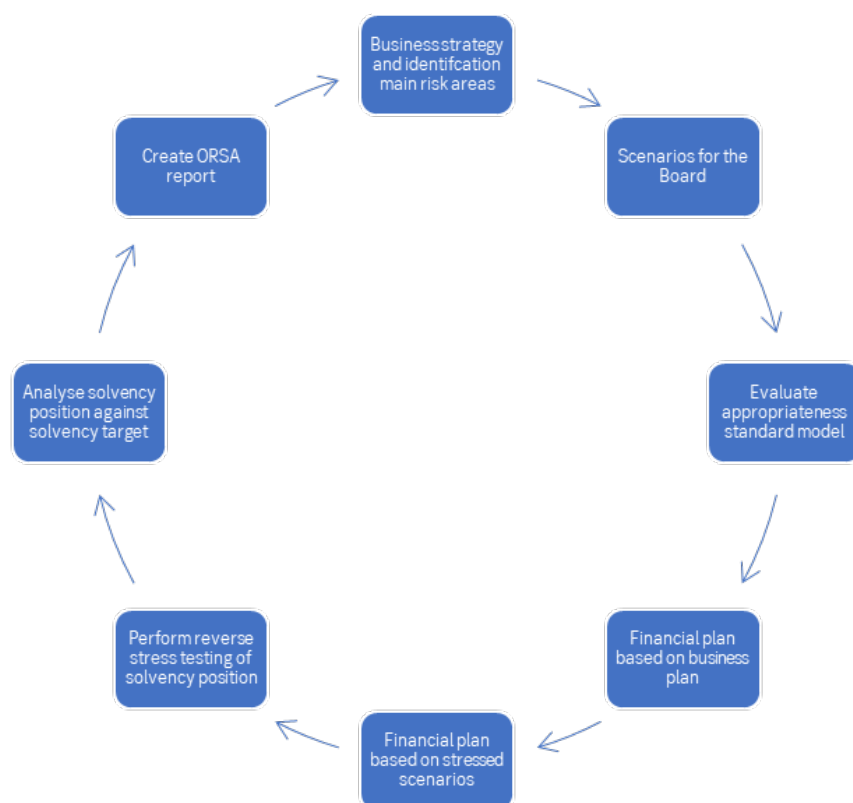 Business strategy
and identifcation
main risk areas
Scenarios for the
Board
Evaluate
appropriateness
standard model
Financial plan
based on business
plan
Financial plan
based on stressed
scenarios
Perform reverse
stress testing of
solvency position
Analyse solvency
position against
solvency target
Create ORSA
report